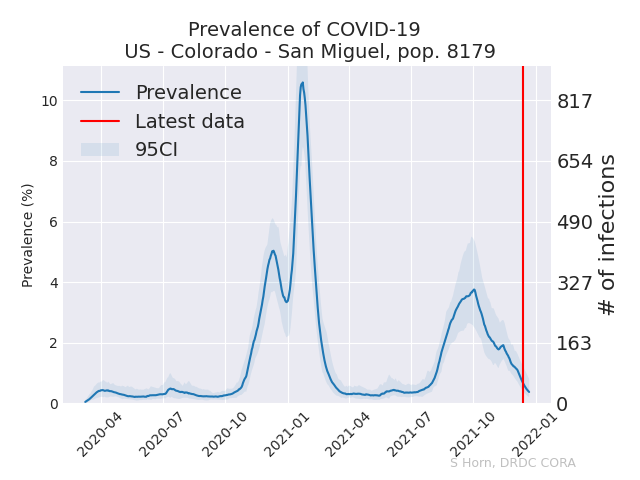 Prevalence of COVID-19
US - Colorado - San Miguel, pop. 8179
Prevalence
Latest data
95CI
Prevalence (%)
10
8
6
4
2
0
817
654
490
327
163
0
# of infections
2020-04
2020-07
2020-10
2021-01
2021-04
2021-07
2021-10
2022-01
S Horn, DRDC CORA